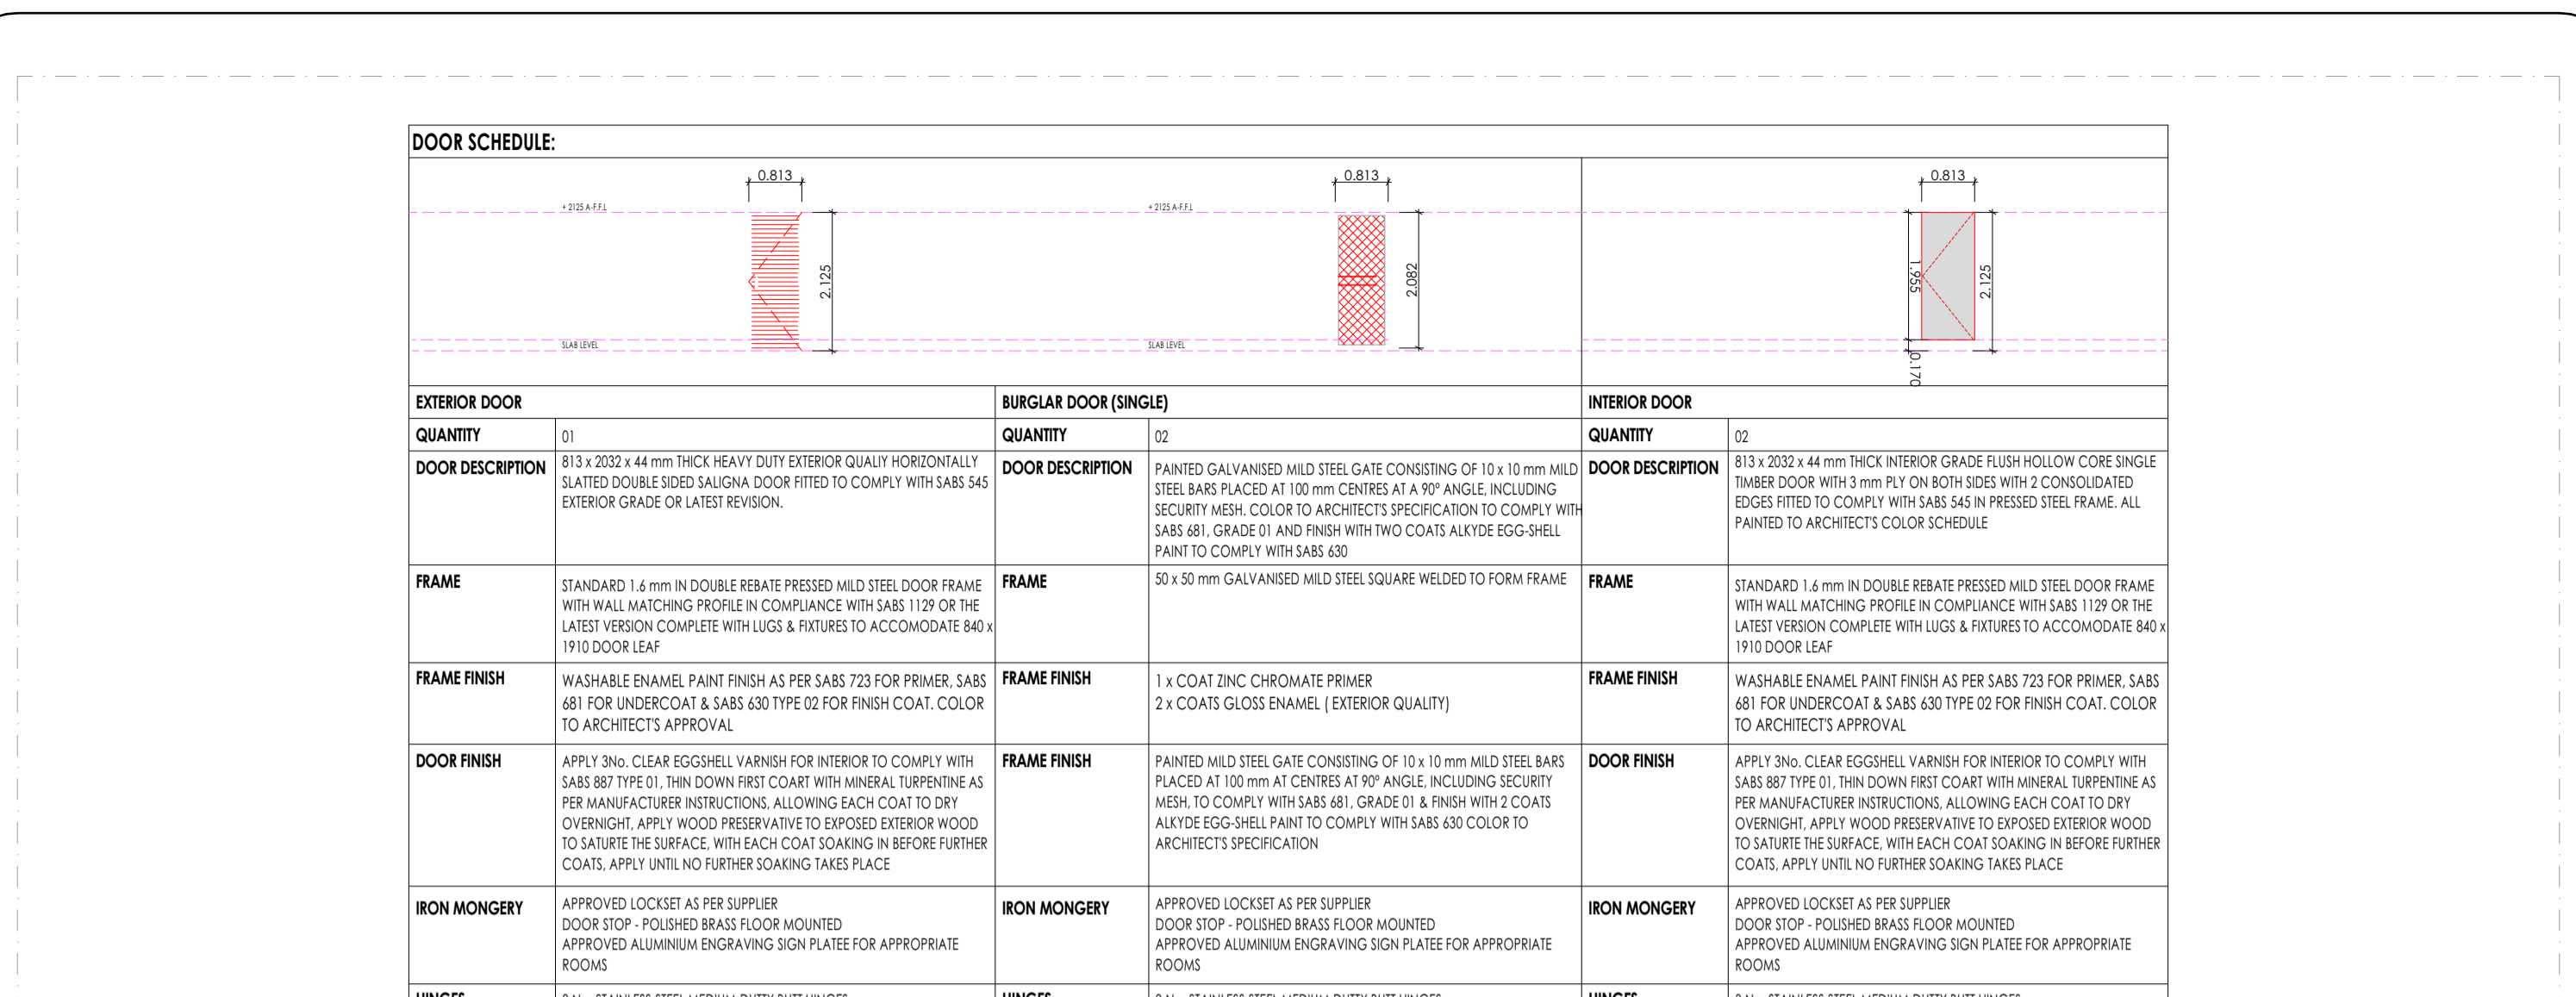 DOOR SCHEDULE:
0.813
+ 2125 A-F.F.L
2.125
SLAB LEVEL
0.813
+ 2125 A-F.F.L
2.082
SLAB LEVEL
0.813
1.955
2.125
0.170
EXTERIOR DOOR
QUANTITY
01
DOOR DESCRIPTION
813 x 2032 x 44 mm THICK HEAVY DUTY EXTERIOR QUALIY HORIZONTALLY
SLATTED DOUBLE SIDED SALIGNA DOOR FITTED TO COMPLY WITH SABS 545
EXTERIOR GRADE OR LATEST REVISION.
FRAME
STANDARD 1.6 mm IN DOUBLE REBATE PRESSED MILD STEEL DOOR FRAME
WITH WALL MATCHING PROFILE IN COMPLIANCE WITH SABS 1129 OR THE
LATEST VERSION COMPLETE WITH LUGS & FIXTURES TO ACCOMODATE 840 x
1910 DOOR LEAF
FRAME FINISH
WASHABLE ENAMEL PAINT FINISH AS PER SABS 723 FOR PRIMER, SABS
681 FOR UNDERCOAT & SABS 630 TYPE 02 FOR FINISH COAT. COLOR
TO ARCHITECT'S APPROVAL
DOOR FINISH
APPLY 3No. CLEAR EGGSHELL VARNISH FOR INTERIOR TO COMPLY WITH
SABS 887 TYPE 01, THIN DOWN FIRST COART WITH MINERAL TURPENTINE AS
PER MANUFACTURER INSTRUCTIONS, ALLOWING EACH COAT TO DRY
OVERNIGHT, APPLY WOOD PRESERVATIVE TO EXPOSED EXTERIOR WOOD
TO SATURTE THE SURFACE, WITH EACH COAT SOAKING IN BEFORE FURTHER
COATS, APPLY UNTIL NO FURTHER SOAKING TAKES PLACE
IRON MONGERY
APPROVED LOCKSET AS PER SUPPLIER
DOOR STOP - POLISHED BRASS FLOOR MOUNTED
APPROVED ALUMINIUM ENGRAVING SIGN PLATEE FOR APPROPRIATE
ROOMS
HINGES
STAINLESS STEEL MEDIUM DUTTY BUTT HINGES
BURGLAR DOOR (SINGLE)
QUANTITY
02
DOOR DESCRIPTION
PAINTED GALVANISED MILD STEEL GATE CONSISTING OF 10 x 10 mm MILD
STEEL BARS PLACED AT 100 mm CENTRES AT A 90° ANGLE, INCLUDING
SECURITY MESH. COLOR TO ARCHITECT'S SPECIFICATION TO COMPLY WITH
SABS 681, GRADE 01 AND FINISH WITH TWO COATS ALKYDE EGG-SHELL
PAINT TO COMPLY WITH SABS 630
FRAME
50 x 50 mm GALVANISED MILD STEEL SQUARE WELDED TO FORM FRAME
FRAME FINISH
1 x COAT ZINC CHROMATE PRIMER
2 x COATS GLOSS ENAMEL ( EXTERIOR QUALITY)
FRAME FINISH
PAINTED MILD STEEL GATE CONSISTING OF 10 x 10 mm MILD STEEL BARS
PLACED AT 100 mm AT CENTRES AT 90° ANGLE, INCLUDING SECURITY
MESH, TO COMPLY WITH SABS 681, GRADE 01 & FINISH WITH 2 COATS
ALKYDE EGG-SHELL PAINT TO COMPLY WITH SABS 630 COLOR TO
ARCHITECT'S SPECIFICATION
IRON MONGERY
APPROVED LOCKSET AS PER SUPPLIER
DOOR STOP - POLISHED BRASS FLOOR MOUNTED
APPROVED ALUMINIUM ENGRAVING SIGN PLATEE FOR APPROPRIATE
ROOMS
HINGES
STAINLESS STEEL MEDIUM DUTTY BUTT HINGES
INTERIOR DOOR
QUANTITY
02
DOOR DESCRIPTION
813 x 2032 x 44 mm THICK INTERIOR GRADE FLUSH HOLLOW CORE SINGLE
TIMBER DOOR WITH 3 mm PLY ON BOTH SIDES WITH 2 CONSOLIDATED
EDGES FITTED TO COMPLY WITH SABS 545 IN PRESSED STEEL FRAME. ALL
PAINTED TO ARCHITECT'S COLOR SCHEDULE
FRAME
STANDARD 1.6 mm IN DOUBLE REBATE PRESSED MILD STEEL DOOR FRAME
WITH WALL MATCHING PROFILE IN COMPLIANCE WITH SABS 1129 OR THE
LATEST VERSION COMPLETE WITH LUGS & FIXTURES TO ACCOMODATE 840 x
1910 DOOR LEAF
FRAME FINISH
WASHABLE ENAMEL PAINT FINISH AS PER SABS 723 FOR PRIMER, SABS
681 FOR UNDERCOAT & SABS 630 TYPE 02 FOR FINISH COAT. COLOR
TO ARCHITECT'S APPROVAL
DOOR FINISH
APPLY 3No. CLEAR EGGSHELL VARNISH FOR INTERIOR TO COMPLY WITH
SABS 887 TYPE 01, THIN DOWN FIRST COART WITH MINERAL TURPENTINE AS
PER MANUFACTURER INSTRUCTIONS, ALLOWING EACH COAT TO DRY
OVERNIGHT, APPLY WOOD PRESERVATIVE TO EXPOSED EXTERIOR WOOD
TO SATURTE THE SURFACE, WITH EACH COAT SOAKING IN BEFORE FURTHER
COATS, APPLY UNTIL NO FURTHER SOAKING TAKES PLACE
IRON MONGERY
APPROVED LOCKSET AS PER SUPPLIER
DOOR STOP - POLISHED BRASS FLOOR MOUNTED
APPROVED ALUMINIUM ENGRAVING SIGN PLATEE FOR APPROPRIATE
ROOMS
HINGES
STAINLESS STEEL MEDIUM DUTTY BUTT HINGES